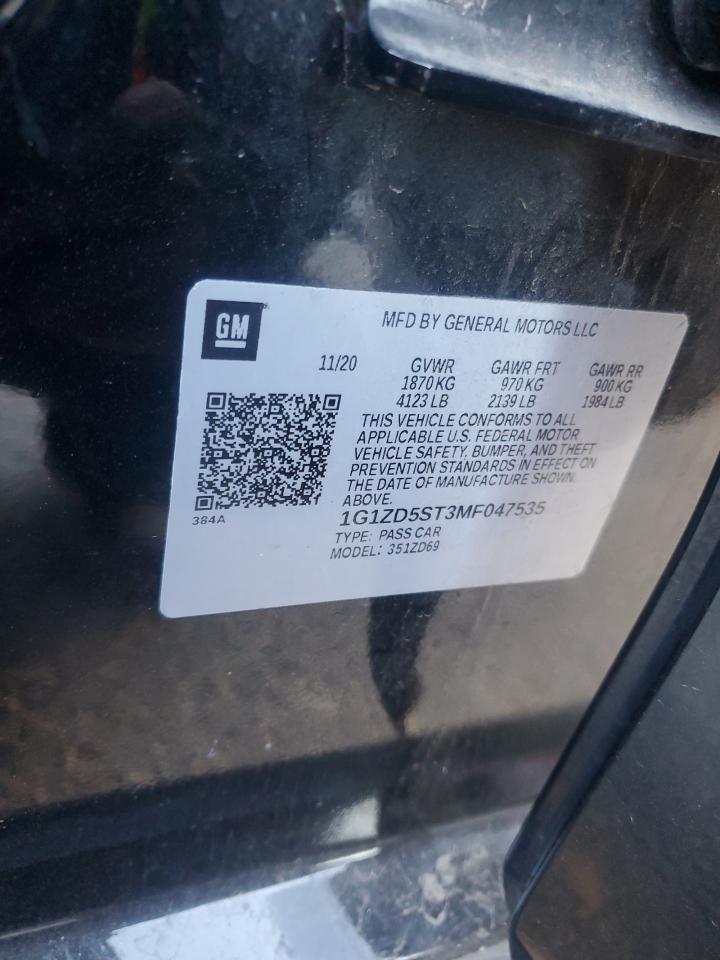 GM
MFD BY GENERAL MOTORS LLC
11/20 GVWR GAWR FRT GAWR RR
1870 KG 970 KG 900 KG
4123 LB 2139 LB 1984 LB
THIS VEHICLE CONFORMS TO ALL
APPLICABLE U.S. FEDERAL MOTOR
VEHICLE SAFETY, BUMPER, AND THEFT
PREVENTION STANDARDS IN EFFECT ON
THE DATE OF MANUFACTURE SHOWN
ABOVE.
384A
1G1ZD5ST3MF047535
TYPE: PASS CAR
MODEL: 351ZD69